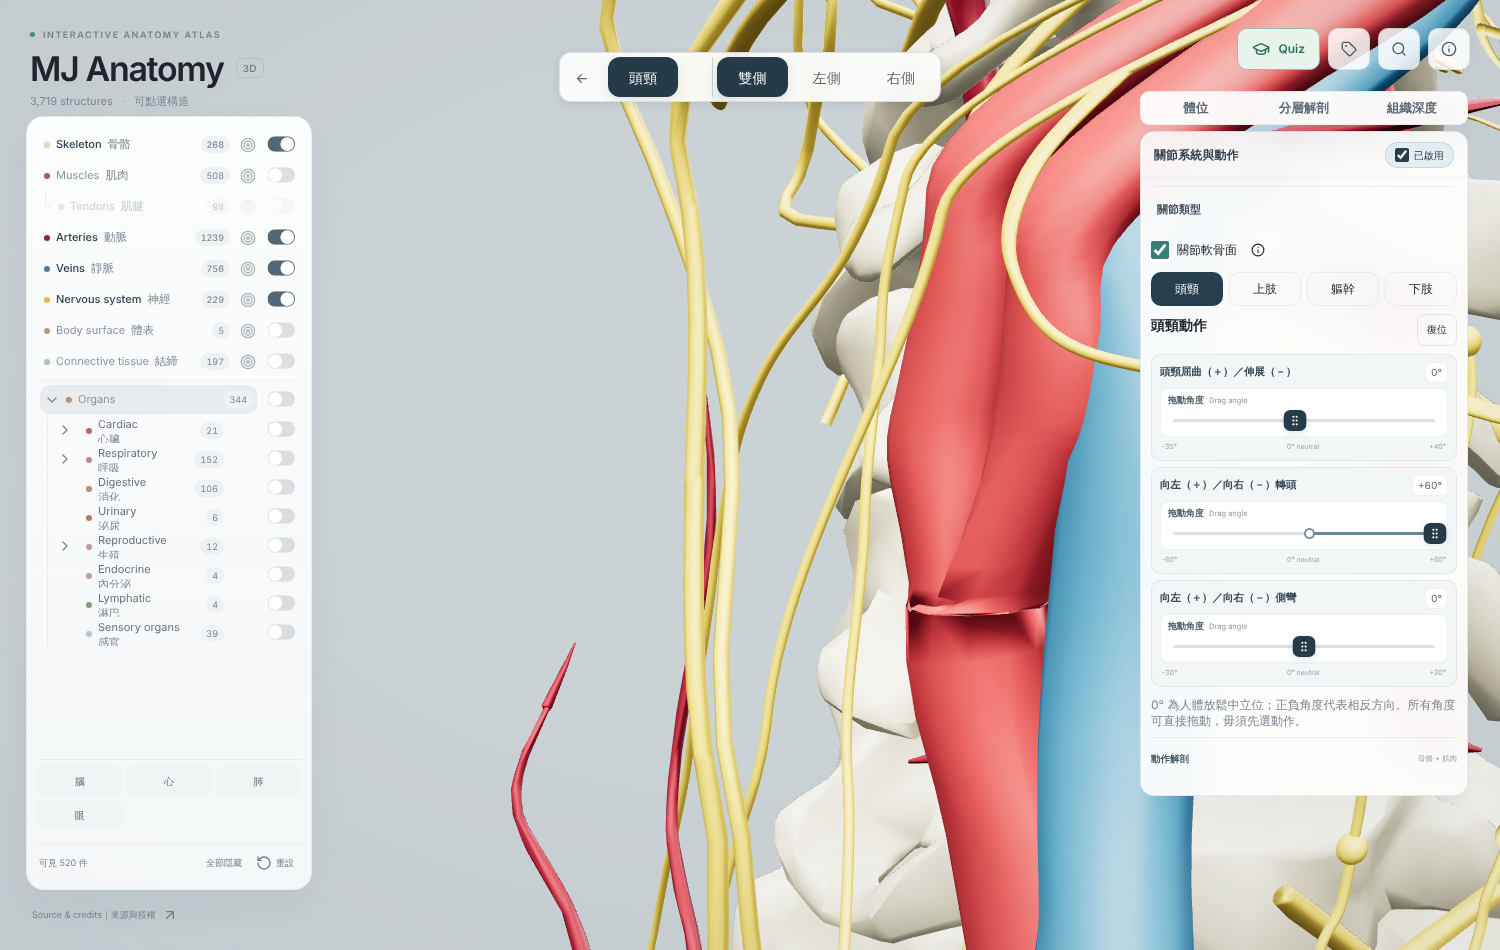 INTERACTIVE ANATOMY ATLAS
MJ Anatomy 3D
3,719 structures · 可點選構造
Skeleton 骨骼 268
Muscles 肌肉 508
Tendons 肌腱 98
Arteries 動脈 1239
Veins 靜脈 756
Nervous system 神經 229
Body surface 體表 5
Connective tissue 結締 197
Organs 344
Cardiac 21
心臟
Respiratory 152
呼吸
Digestive 106
消化
Urinary 6
泌尿
Reproductive 12
生殖
Endocrine 4
內分泌
Lymphatic 4
淋巴
Sensory organs 39
感官
腦 心 肺
眼
可見 520 件 全部隱藏 重設
Source & credits | 來源與授權
頭頸 雙側 左側 右側
Quiz
體位 分層解剖 組織深度
關節系統與動作 已啟用
關節類型
關節軟骨面
頭頸 上肢 軀幹 下肢
頭頸動作 復位
頭頸屈曲（+）／伸展（−） 0°
拖動角度 Drag angle
-35° 0° neutral +40°
向左（+）／向右（−）轉頭 +60°
拖動角度 Drag angle
-60° 0° neutral +60°
向左（+）／向右（−）側彎 0°
拖動角度 Drag angle
-30° 0° neutral +30°
0° 為人體放鬆中立位；正負角度代表相反方向。所有角度
可直接拖動，毋須先選動作。
動作解剖 骨骼 + 肌肉